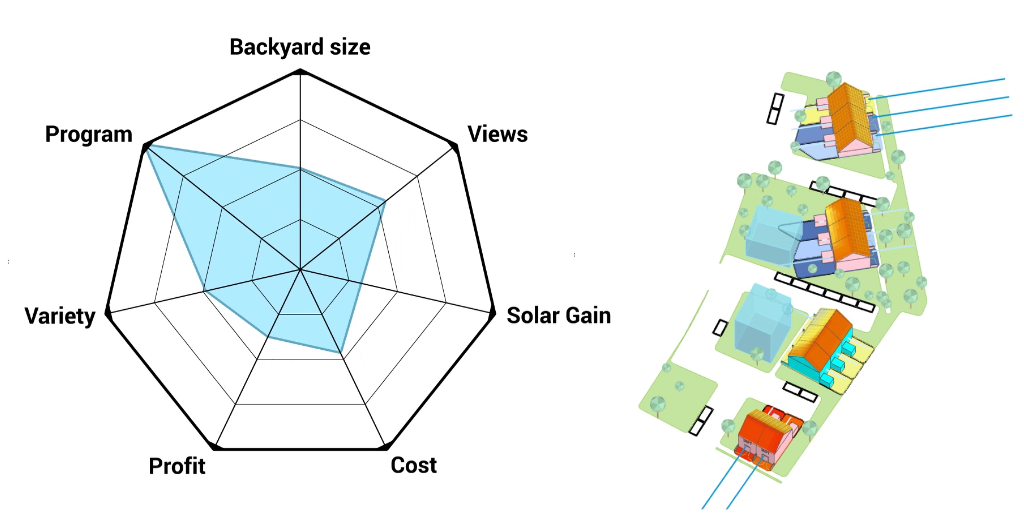 Backyard size
Program
Views
Variety
Solar Gain
Profit
Cost